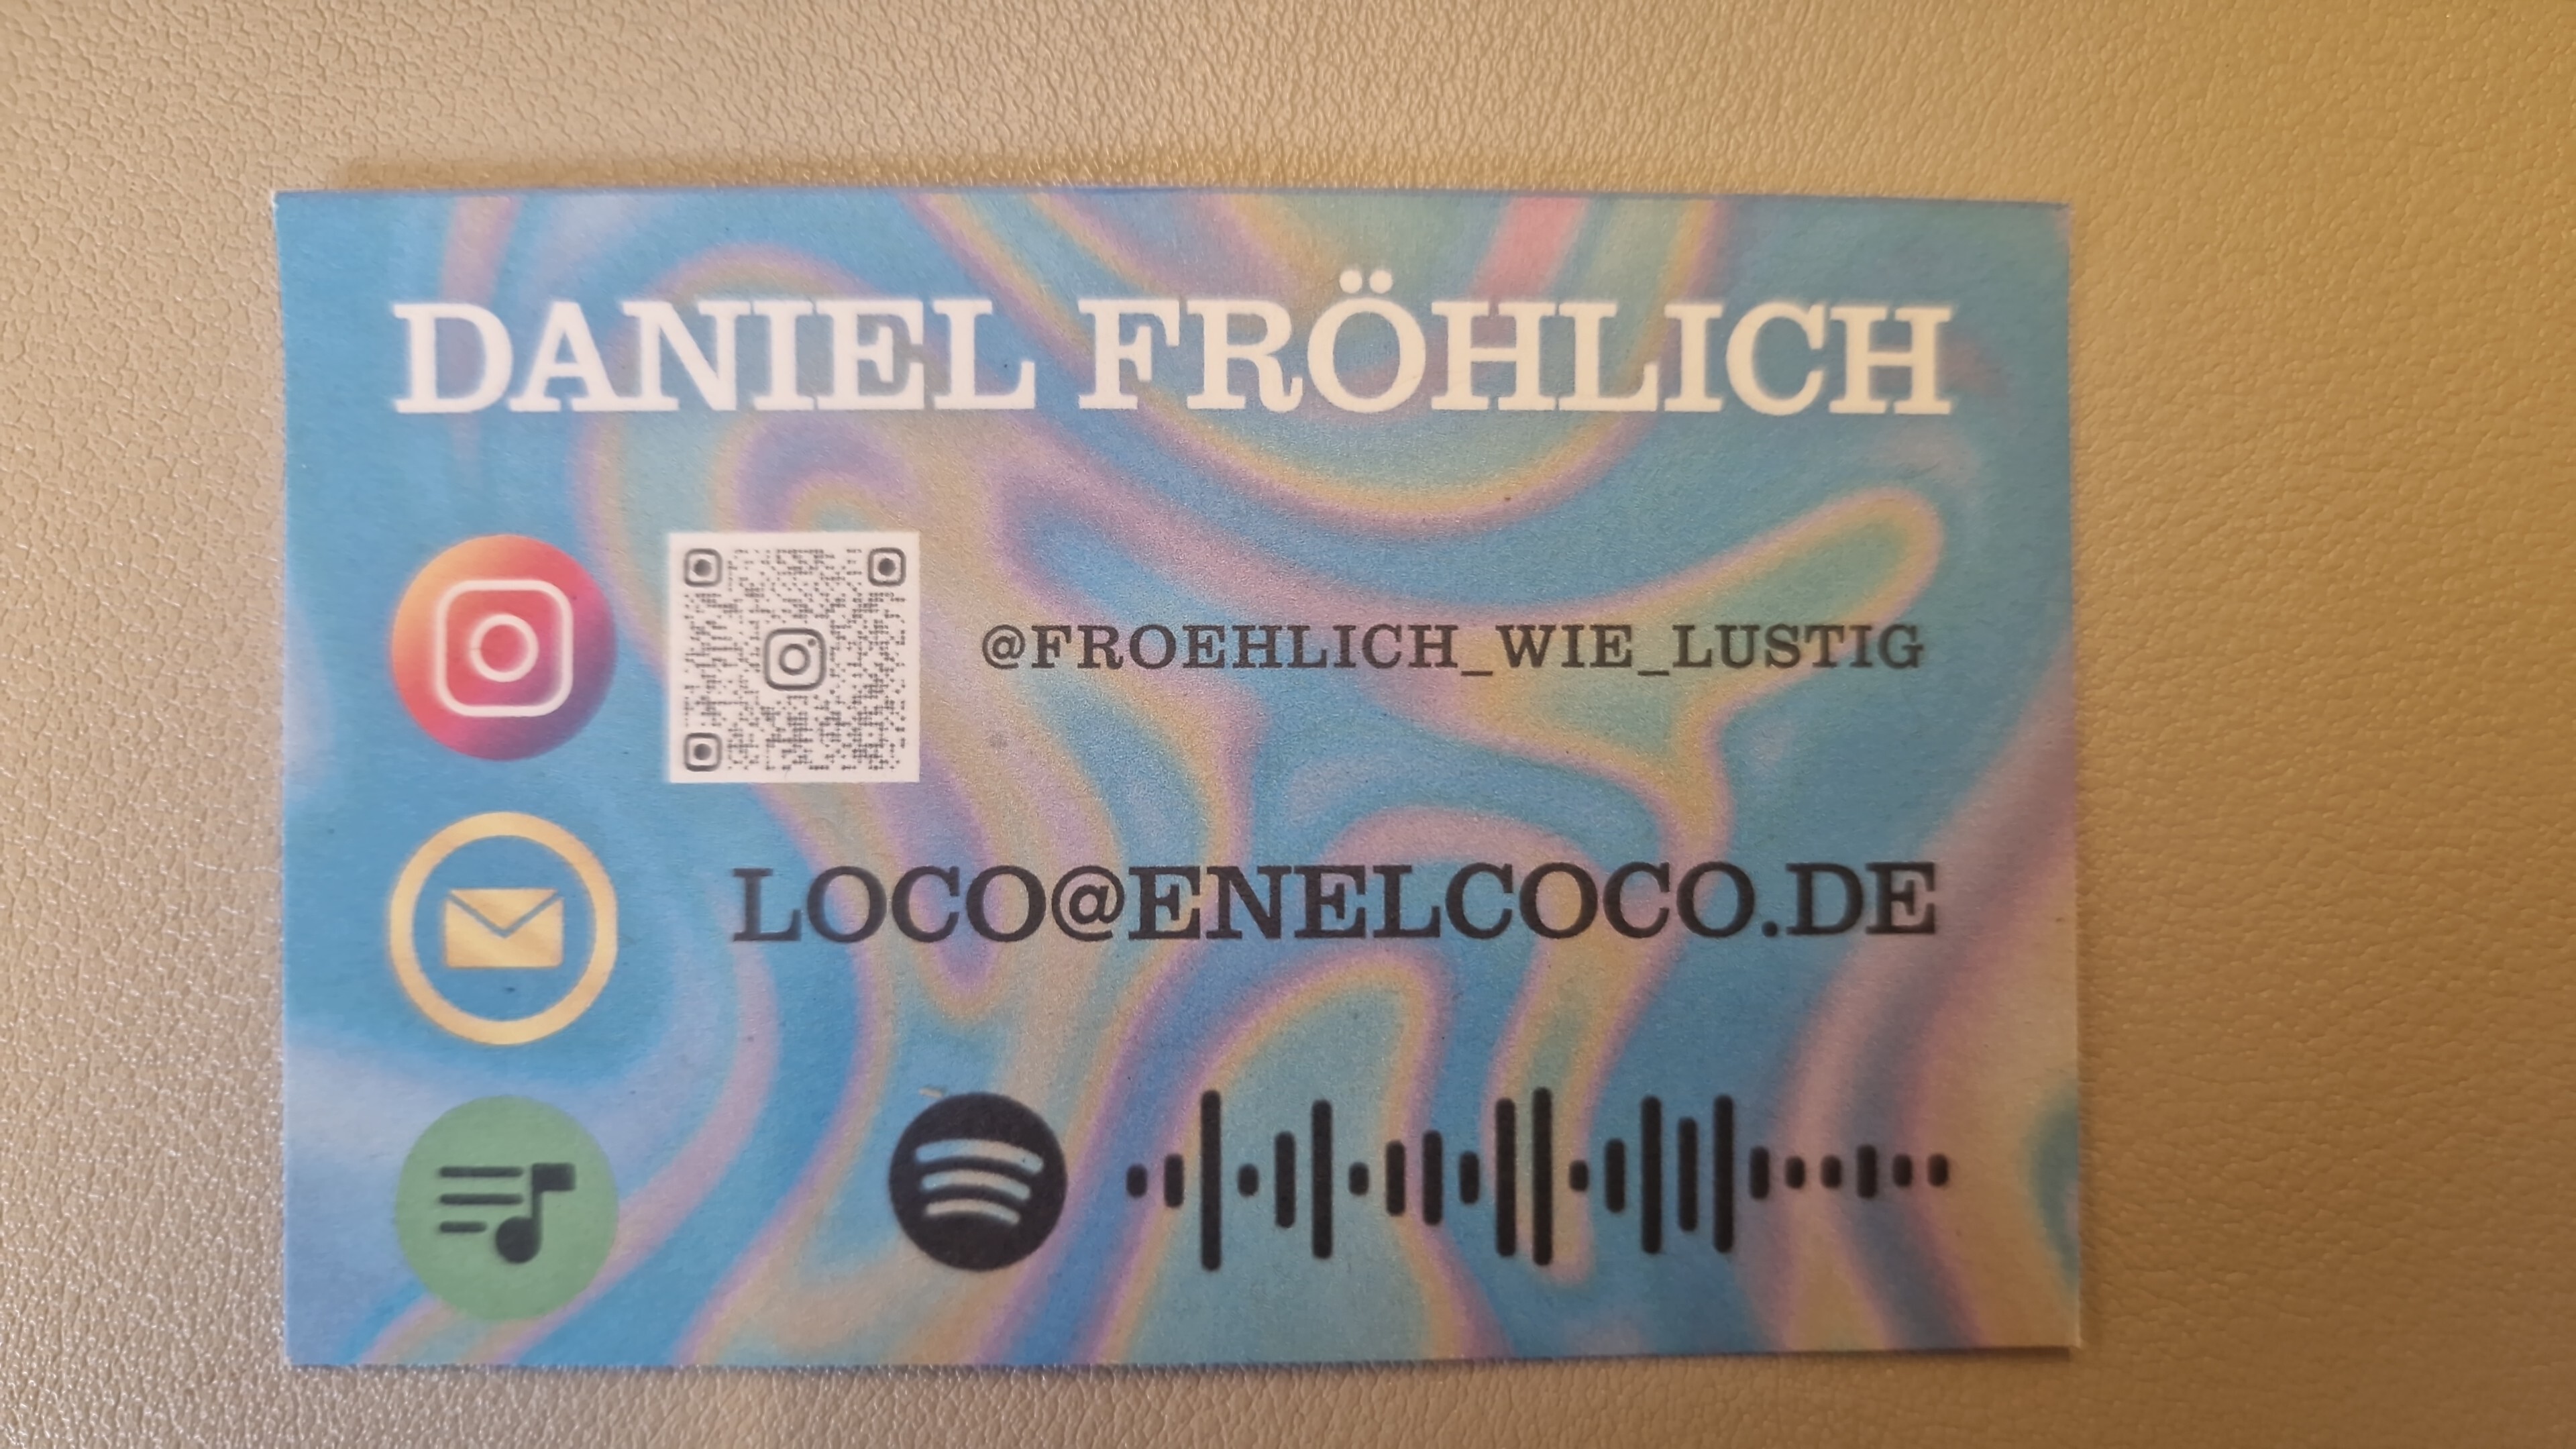 DANIEL FRÖHLICH
@FROEHLICH_WIE_LUSTIG
LOCO@ENELCOCO.DE